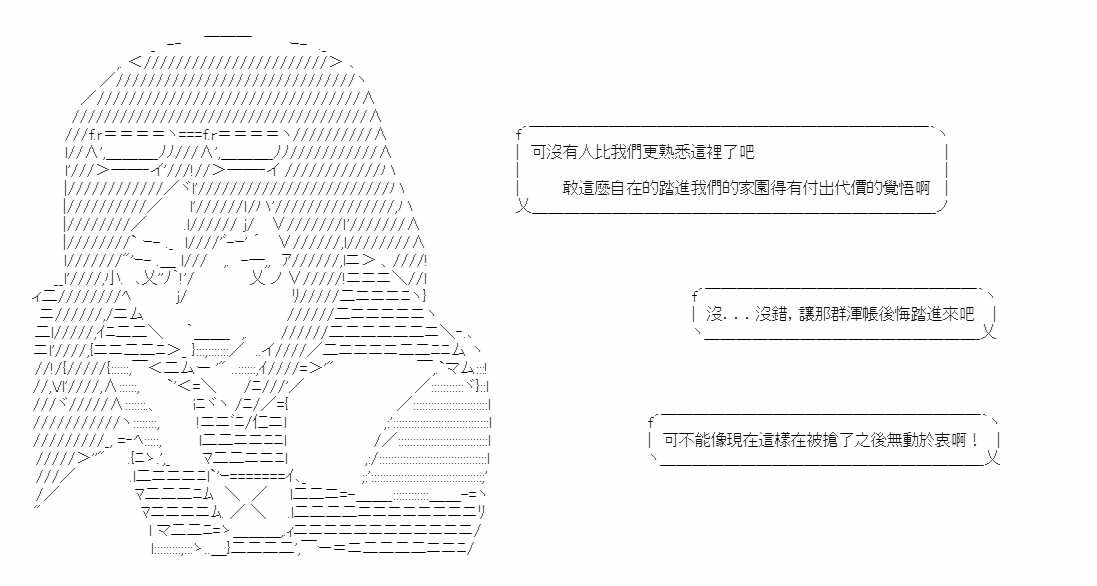 可沒有人比我們更熟悉這裡了吧
敢這麼自在的踏進我們的家園得有付出代價的覺悟啊
沒．．．沒錯，讓那群渾帳後悔踏進來吧
可不能像現在這樣在被搶了之後無動於衷啊！